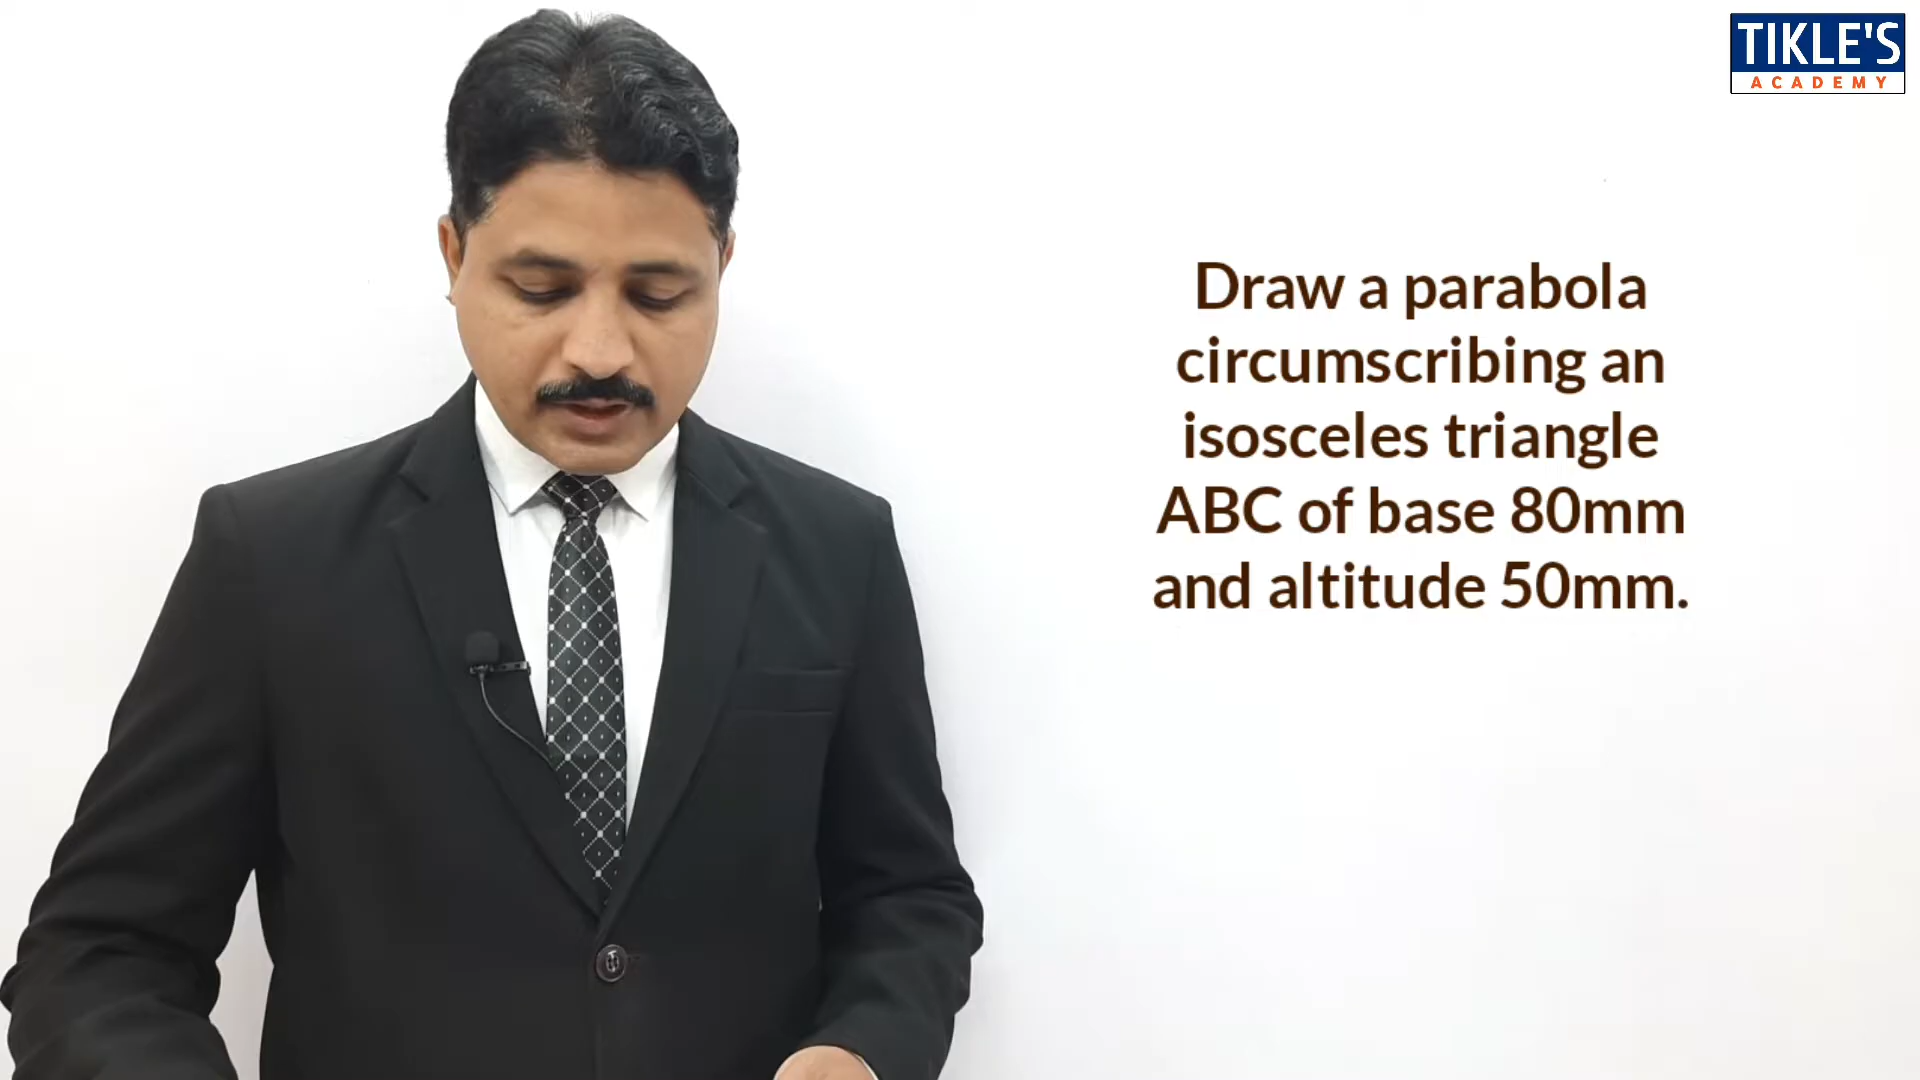 TIKLE'S
ACADEMY
Draw a parabola
circumscribing an
isosceles triangle
ABC of base 80mm
and altitude 50mm.